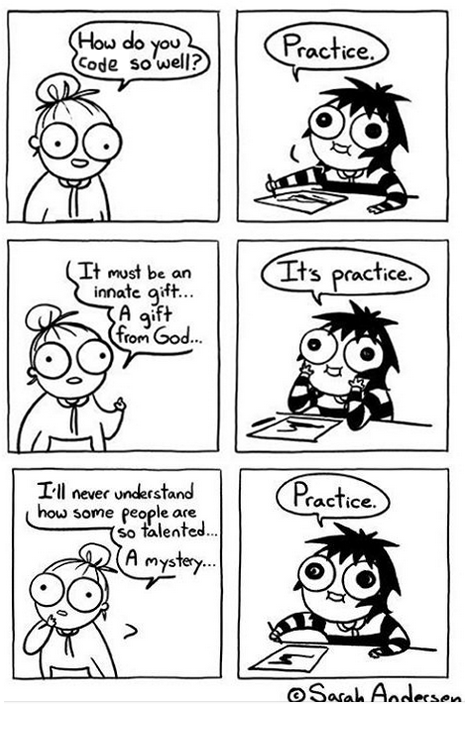 How do you
code so well?
Practice.
It must be an
innate gift...
A gift
from God...
It's practice.
I'll never understand
how some people are
so talented...
A mystery...
Practice.
© Sarah Andersen